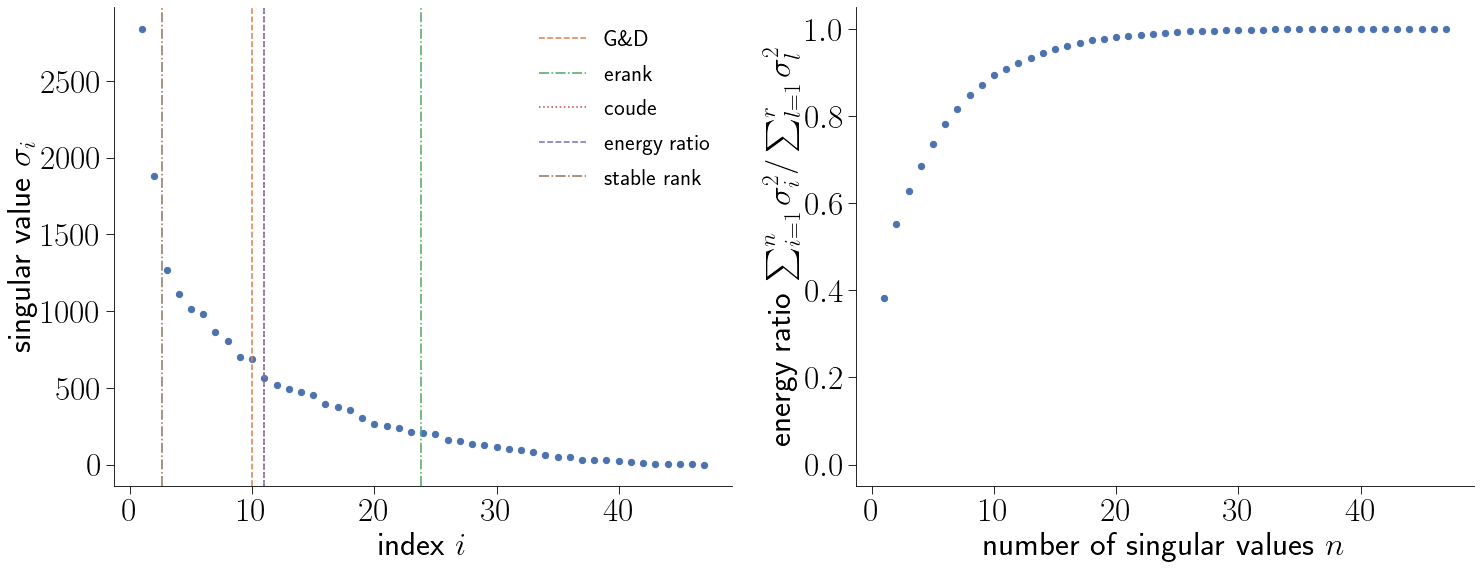 singular value σ_i
2500
2000
1500
1000
500
0
G&D
erank
coude
energy ratio
stable rank
0 10 20 30 40
index i
energy ratio ∑_{i=1}^{n} σ_i^2 / ∑_{l=1}^{r} σ_l^2
1.0
0.8
0.6
0.4
0.2
0.0
0 10 20 30 40
number of singular values n